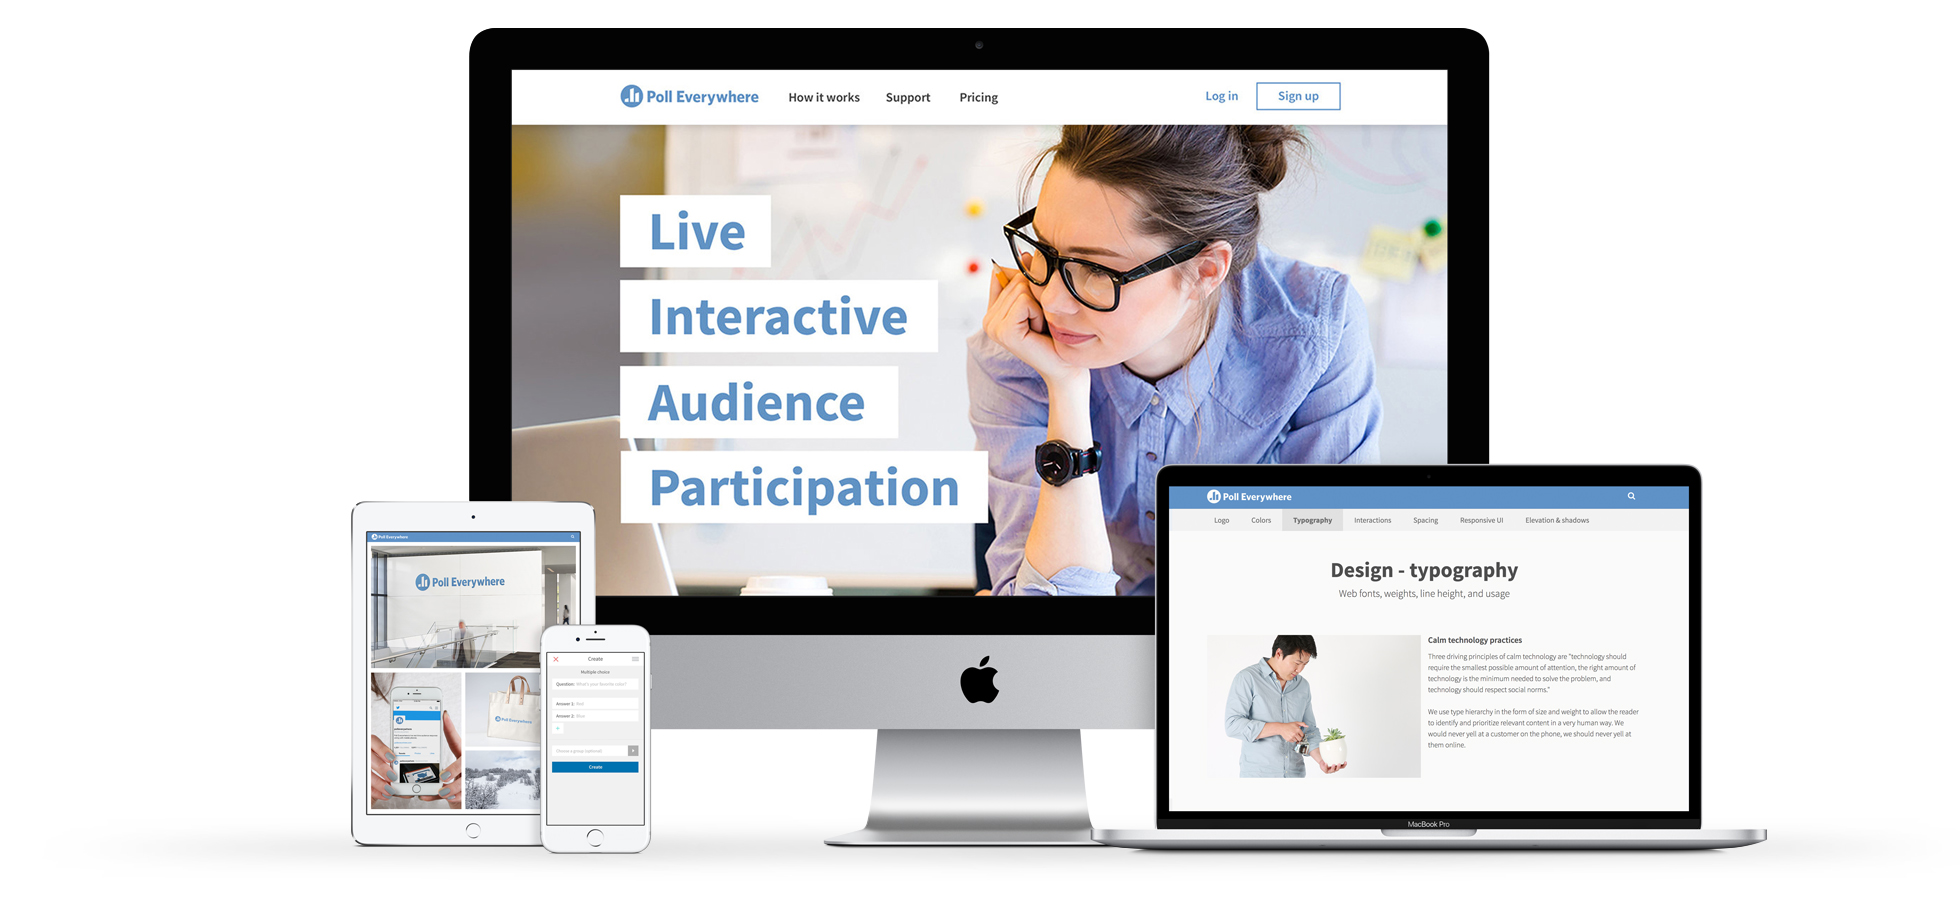 Poll Everywhere
How it works
Support
Pricing
Log in
Sign up
Live
Interactive
Audience
Participation
Poll Everywhere
Logo
Colors
Typography
Interactions
Spacing
Responsive UI
Elevation & shadows
Design - typography
Web fonts, weights, line height, and usage
Calm technology practices
Three driving principles of calm technology are "technology should
require the smallest possible amount of attention, the right amount of
technology is the minimum needed to solve the problem, and
technology should respect social norms."
We use type hierarchy in the form of size and weight to allow the reader
to identify and prioritize relevant content in a very human way. We
would never yell at a customer on the phone, we should never yell at
them online.
MacBook Pro
Poll Everywhere
Poll Everywhere
Poll Everywhere
Create
Multiple choice
Question: What's your favorite color?
Answer 1: Red
Answer 2: Blue
Choose a group (optional)
Create